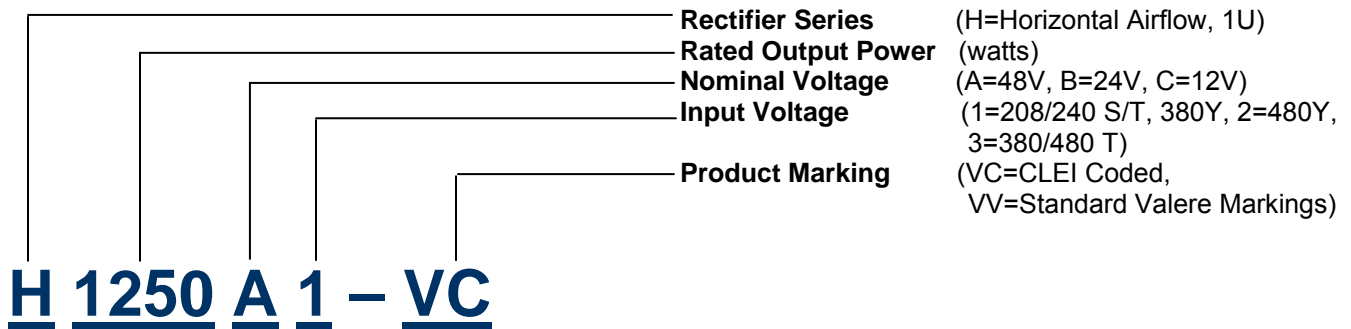 Rectifier Series (H=Horizontal Airflow, 1U)
Rated Output Power (watts)
Nominal Voltage (A=48V, B=24V, C=12V)
Input Voltage (1=208/240 S/T, 380Y, 2=480Y,
3=380/480 T)
Product Marking (VC=CLEI Coded,
VV=Standard Valere Markings)
H 1250 A 1 – VC